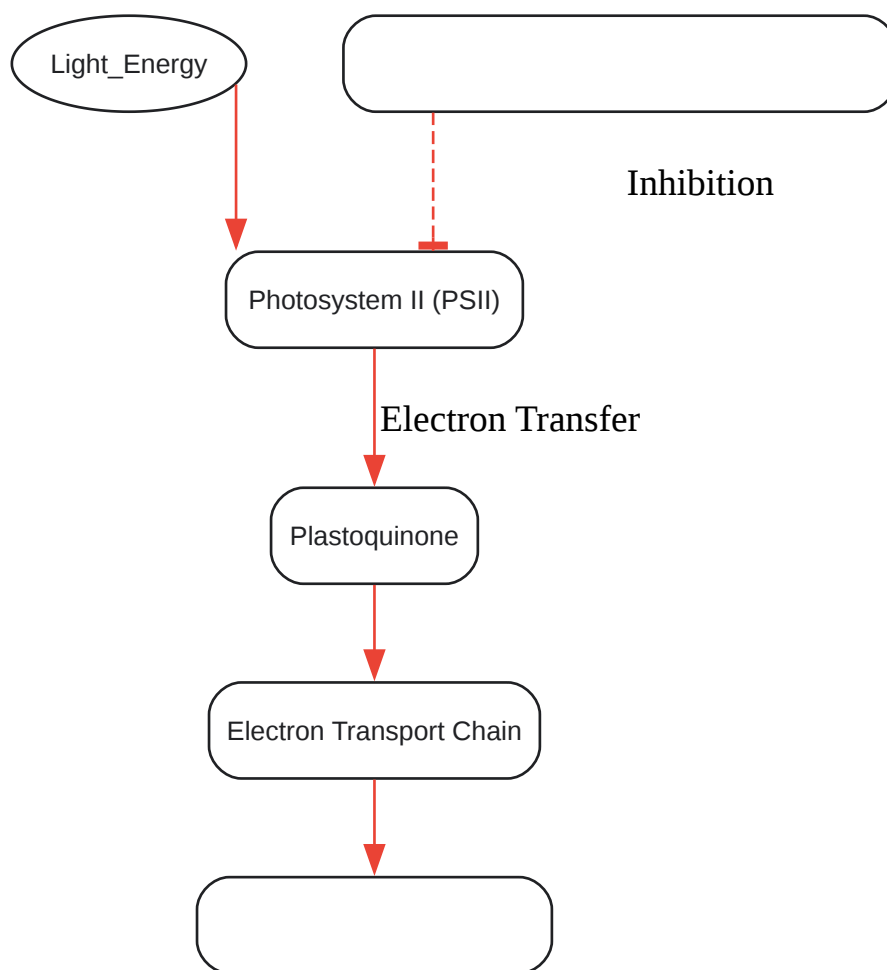 Light_Energy
Inhibition
Photosystem II (PSII)
Electron Transfer
Plastoquinone
Electron Transport Chain